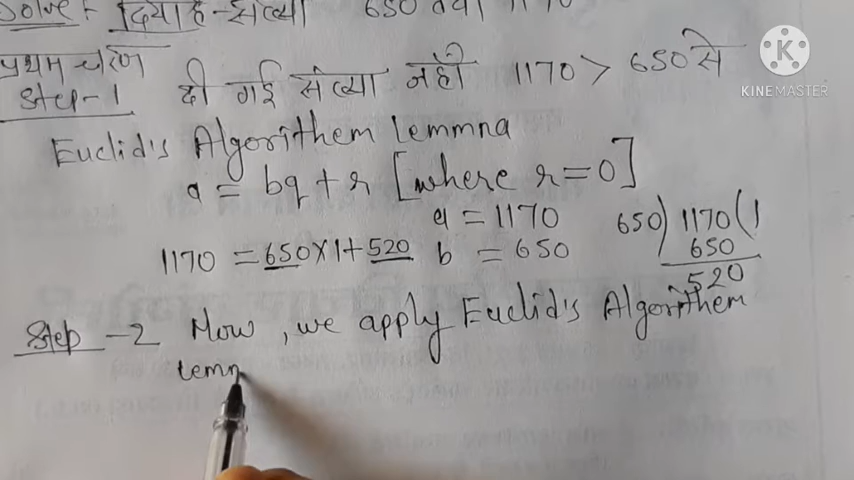 Solve :- दिया है - संख्या 650 तथा 1170
प्रथम चरण
Step-1 दी गई संख्या नहीं 1170 > 650 से
KINEMASTER
Euclid's Algorithem Lemmna
a = bq + r [where r = 0]
a = 1170 650) 1170 (1
1170 = 650×1+520 b = 650 650
520
Step -2 Now, we apply Euclid's Algorithem
Lemn